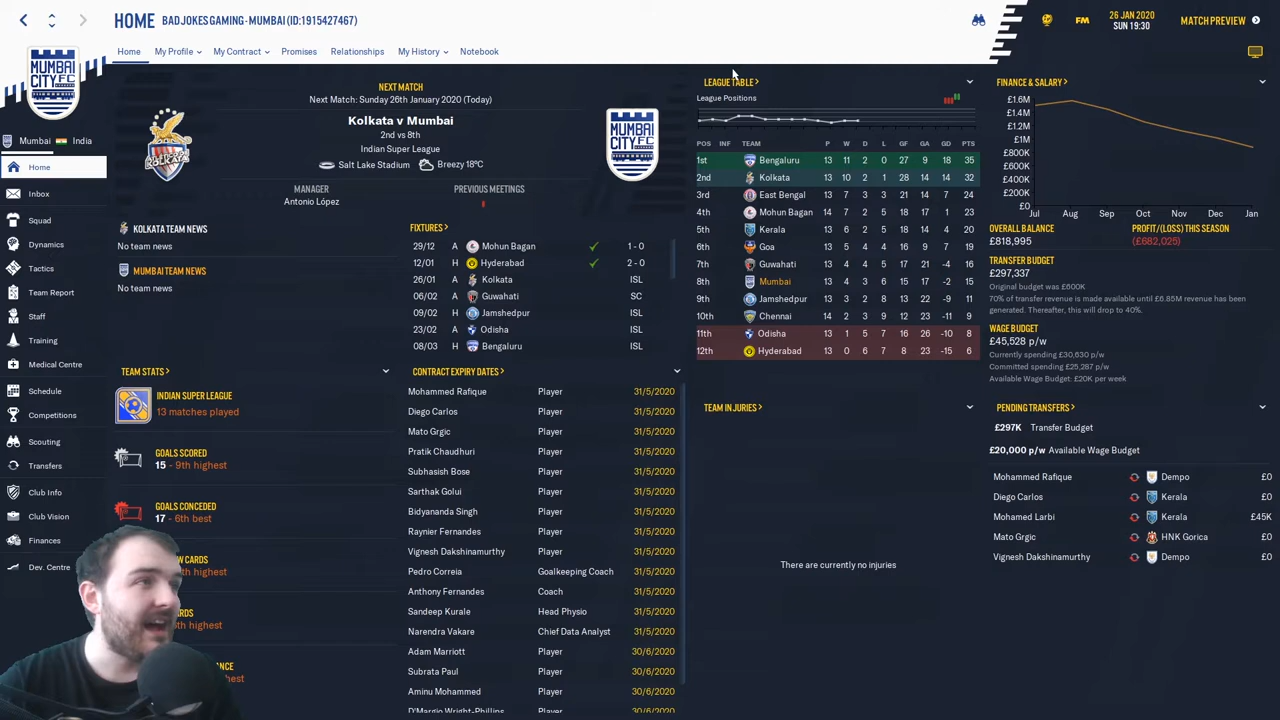 HOME BAD JOKES GAMING - MUMBAI (ID:1915427467)
FM
26 JAN 2020
SUN 19:30
MATCH PREVIEW
Home My Profile My Contract Promises Relationships My History Notebook
MUMBAI
CITY FC
Mumbai India
Home
Inbox
Squad
Dynamics
Tactics
Team Report
Staff
Training
Medical Centre
Schedule
Competitions
Scouting
Transfers
Club Info
Club Vision
Finances
Dev. Centre
NEXT MATCH
Next Match: Sunday 26th January 2020 (Today)
Kolkata v Mumbai
2nd vs 8th
Indian Super League
Salt Lake Stadium Breezy 18°C
KOLKATA
MUMBAI
CITY FC
MANAGER
Antonio López
PREVIOUS MEETINGS
KOLKATA TEAM NEWS
No team news
MUMBAI TEAM NEWS
No team news
FIXTURES
29/12 A Mohun Bagan 1 - 0
12/01 H Hyderabad 2 - 0
26/01 A Kolkata ISL
06/02 A Guwahati SC
09/02 H Jamshedpur ISL
23/02 A Odisha ISL
08/03 H Bengaluru ISL
TEAM STATS
INDIAN SUPER LEAGUE
13 matches played
GOALS SCORED
15 - 9th highest
GOALS CONCEDED
17 - 6th best
CONTRACT EXPIRY DATES
Mohammed Rafique Player 31/5/2020
Diego Carlos Player 31/5/2020
Mato Grgic Player 31/5/2020
Pratik Chaudhuri Player 31/5/2020
Subhasish Bose Player 31/5/2020
Sarthak Golui Player 31/5/2020
Bidyananda Singh Player 31/5/2020
Raynier Fernandes Player 31/5/2020
Vignesh Dakshinamurthy Player 31/5/2020
Pedro Correia Goalkeeping Coach 31/5/2020
Anthony Fernandes Coach 31/5/2020
Sandeep Kurale Head Physio 31/5/2020
Narendra Vakare Chief Data Analyst 31/5/2020
Adam Marriott Player 30/6/2020
Subrata Paul Player 30/6/2020
Aminu Mohammed Player 30/6/2020
D'Margio Wright-Phillips Player 30/6/2020
LEAGUE TABLE
League Positions
POS INF TEAM P W D L GF GA GD PTS
1st Bengaluru 13 11 2 0 27 9 18 35
2nd Kolkata 13 10 2 1 28 14 14 32
3rd East Bengal 13 7 3 3 21 14 7 24
4th Mohun Bagan 14 7 2 5 18 17 1 23
5th Kerala 13 6 2 5 18 14 4 20
6th Goa 13 5 4 4 16 9 7 19
7th Guwahati 13 5 1 7 17 21 -4 16
8th Mumbai 13 4 3 6 15 17 -2 15
9th Jamshedpur 13 3 2 8 13 22 -9 11
10th Chennai 14 2 3 9 12 23 -11 9
11th Odisha 13 1 5 7 16 26 -10 8
12th Hyderabad 13 0 6 7 8 23 -15 6
TEAM INJURIES
There are currently no injuries
FINANCE & SALARY
£1.6M
£1.4M
£1.2M
£1M
£800K
£600K
£400K
£200K
£0
Jul Aug Sep Oct Nov Dec Jan
OVERALL BALANCE
£818,995
PROFIT/(LOSS) THIS SEASON
(£682,025)
TRANSFER BUDGET
£297,337
Original budget was £600K
70% of transfer revenue is made available until £6.85M revenue has been
generated. Thereafter, this will drop to 40%.
WAGE BUDGET
£45,528 p/w
Currently spending £30,630 p/w
Committed spending £25,287 p/w
Available Wage Budget: £20K per week
PENDING TRANSFERS
£297K Transfer Budget
£20,000 p/w Available Wage Budget
Mohammed Rafique Dempo £0
Diego Carlos Kerala £0
Mohamed Larbi Kerala £45K
Mato Grgic HNK Gorica £0
Vignesh Dakshinamurthy Dempo £0